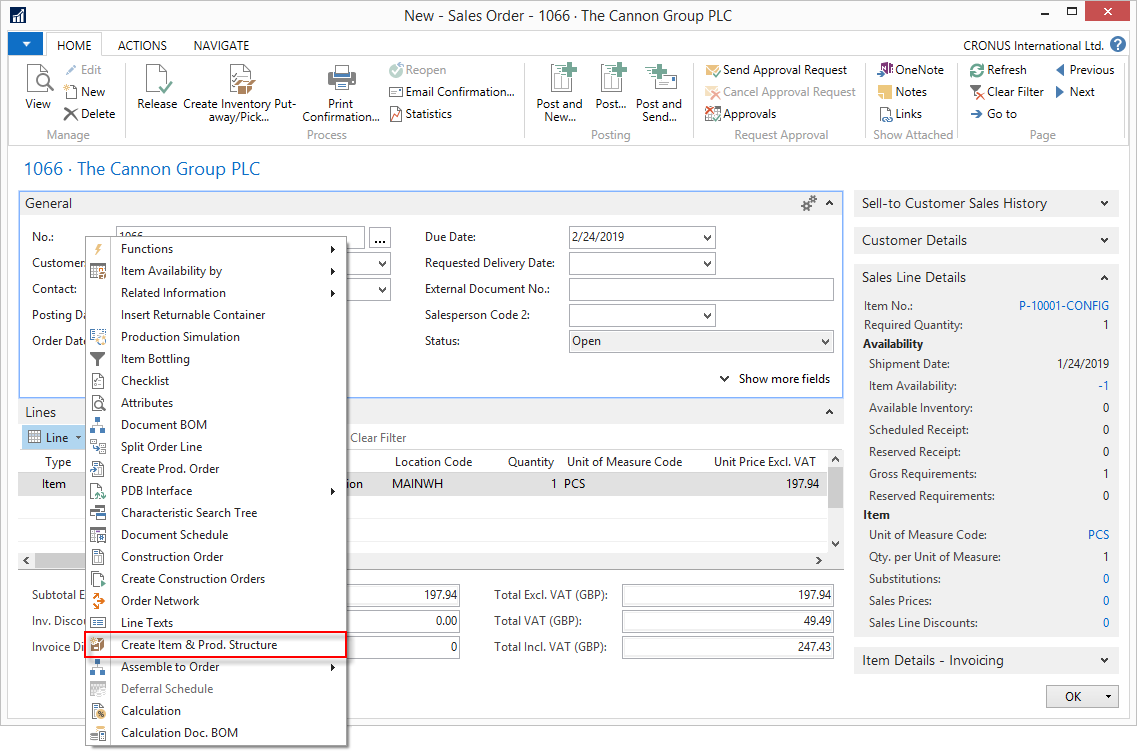 New - Sales Order - 1066 · The Cannon Group PLC
HOME ACTIONS NAVIGATE CRONUS International Ltd. ?
View
Edit
New
Delete
Manage
Release
Create Inventory Put-away/Pick...
Print Confirmation...
Reopen
Email Confirmation...
Statistics
Process
Post and New...
Post...
Post and Send...
Posting
Send Approval Request
Cancel Approval Request
Approvals
Request Approval
OneNote
Notes
Links
Show Attached
Refresh
Clear Filter
Go to
Previous
Next
Page
1066 · The Cannon Group PLC
General
No.: 1066 ...
Customer
Contact:
Posting Da
Order Date
Due Date: 2/24/2019
Requested Delivery Date:
External Document No.:
Salesperson Code 2:
Status: Open
Show more fields
Lines
Line Clear Filter
Type Location Code Quantity Unit of Measure Code Unit Price Excl. VAT
Item ion MAINWH 1 PCS 197.94
Subtotal E 197.94 Total Excl. VAT (GBP): 197.94
Inv. Discou 0.00 Total VAT (GBP): 49.49
Invoice Di 0 Total Incl. VAT (GBP): 247.43
Functions
Item Availability by
Related Information
Insert Returnable Container
Production Simulation
Item Bottling
Checklist
Attributes
Document BOM
Split Order Line
Create Prod. Order
PDB Interface
Characteristic Search Tree
Document Schedule
Construction Order
Create Construction Orders
Order Network
Line Texts
Create Item & Prod. Structure
Assemble to Order
Deferral Schedule
Calculation
Calculation Doc. BOM
Sell-to Customer Sales History
Customer Details
Sales Line Details
Item No.: P-10001-CONFIG
Required Quantity: 1
Availability
Shipment Date: 1/24/2019
Item Availability: -1
Available Inventory: 0
Scheduled Receipt: 0
Reserved Receipt: 0
Gross Requirements: 1
Reserved Requirements: 0
Item
Unit of Measure Code: PCS
Qty. per Unit of Measure: 1
Substitutions: 0
Sales Prices: 0
Sales Line Discounts: 0
Item Details - Invoicing
OK